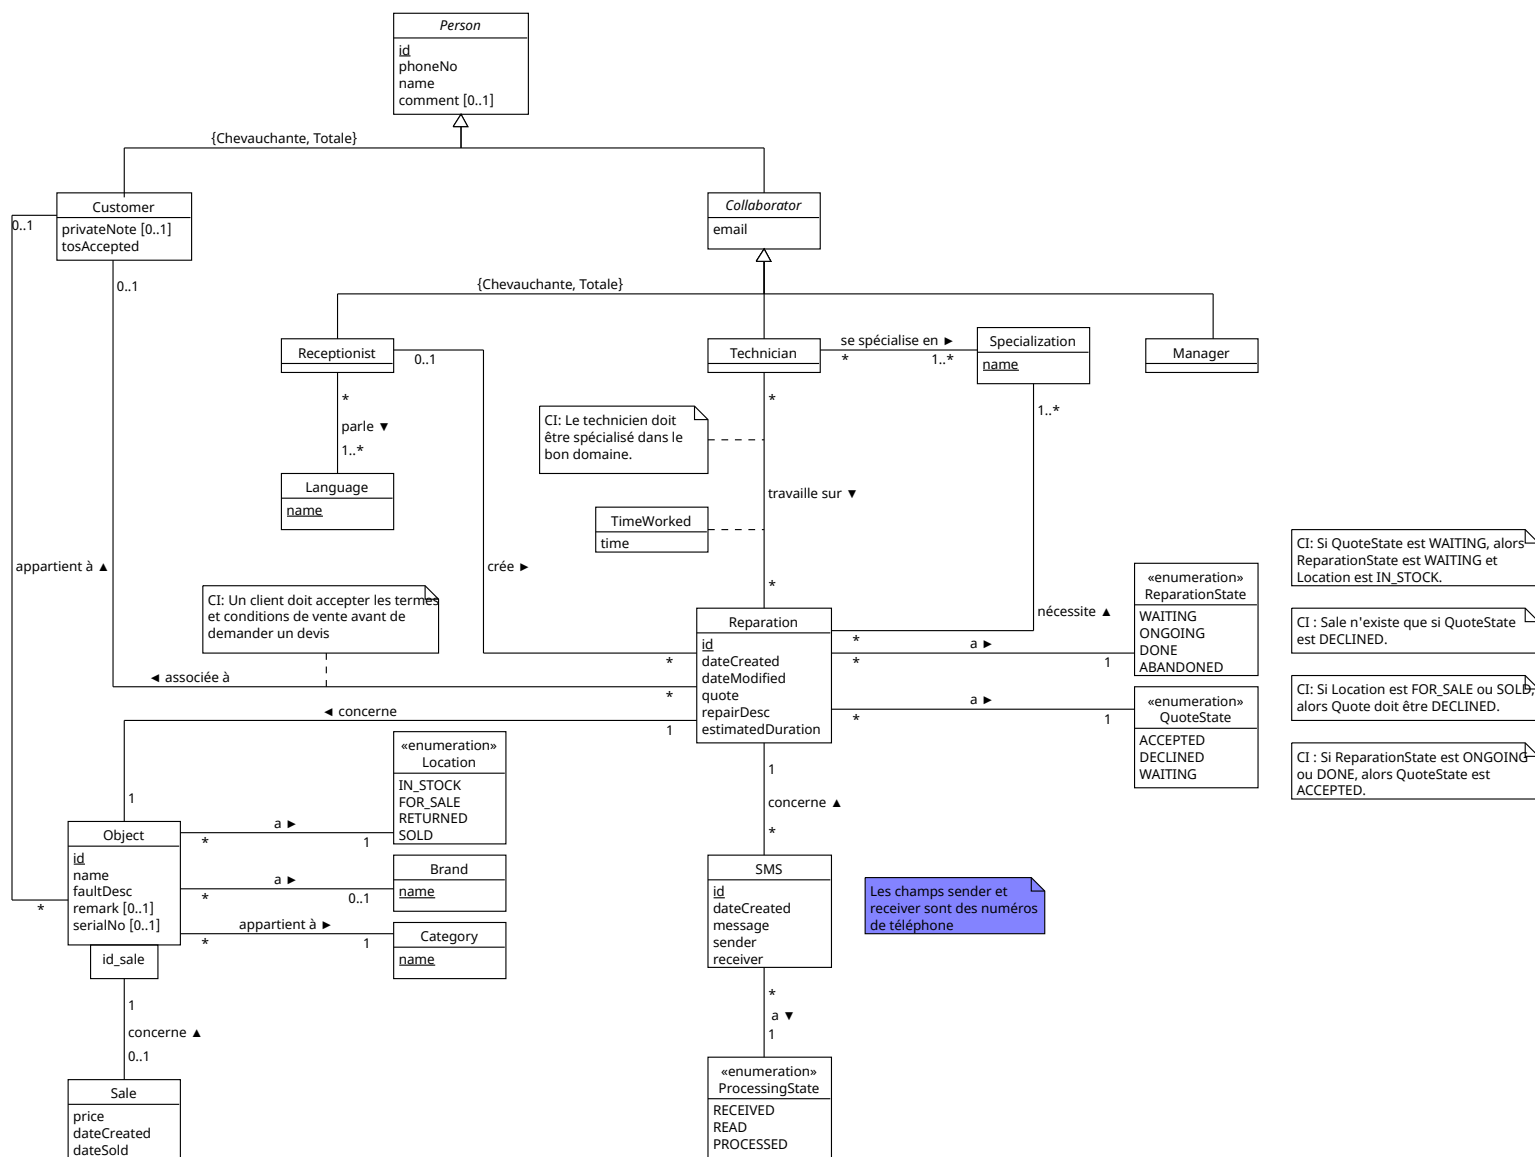 Person
id
phoneNo
name
comment [0..1]
{Chevauchante, Totale}
Customer
privateNote [0..1]
tosAccepted
0..1
0..1
Collaborator
email
{Chevauchante, Totale}
Receptionist
0..1
Technician
se spécialise en ►
*
1..*
Specialization
name
Manager
*
parle ▼
1..*
Language
name
CI: Le technicien doit
être spécialisé dans le
bon domaine.
*
travaille sur ▼
*
1..*
nécessite ▲
TimeWorked
time
appartient à ▲
crée ►
CI: Un client doit accepter les termes
et conditions de vente avant de
demander un devis
◄ associée à
*
*
◄ concerne
1
1
Reparation
id
dateCreated
dateModified
quote
repairDesc
estimatedDuration
*
a ►
*
1
a ►
*
1
«enumeration»
ReparationState
WAITING
ONGOING
DONE
ABANDONED
«enumeration»
QuoteState
ACCEPTED
DECLINED
WAITING
CI: Si QuoteState est WAITING, alors
ReparationState est WAITING et
Location est IN_STOCK.
CI : Sale n'existe que si QuoteState
est DECLINED.
CI: Si Location est FOR_SALE ou SOLD,
alors Quote doit être DECLINED.
CI : Si ReparationState est ONGOING
ou DONE, alors QuoteState est
ACCEPTED.
«enumeration»
Location
IN_STOCK
FOR_SALE
RETURNED
SOLD
Object
id
name
faultDesc
remark [0..1]
serialNo [0..1]
*
a ►
*
1
a ►
*
0..1
appartient à ►
*
1
Brand
name
Category
name
id_sale
1
concerne ▲
0..1
Sale
price
dateCreated
dateSold
1
concerne ▲
*
SMS
id
dateCreated
message
sender
receiver
Les champs sender et
receiver sont des numéros
de téléphone
*
a ▼
1
«enumeration»
ProcessingState
RECEIVED
READ
PROCESSED